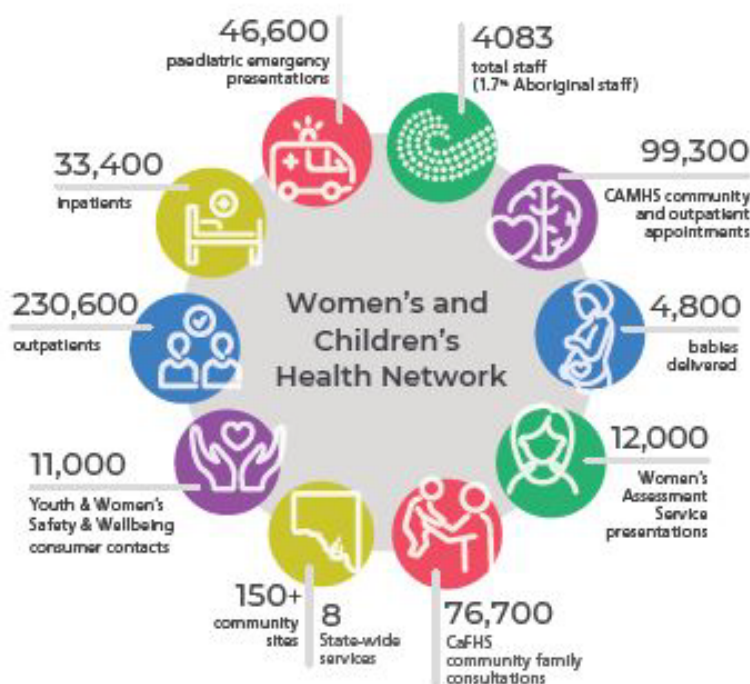 46,600
paediatric emergency
presentations
4083
total staff
(1.7% Aboriginal staff)
33,400
inpatients
99,300
CAMHS community
and outpatient
appointments
230,600
outpatients
Women's and
Children's
Health Network
4,800
babies
delivered
11,000
Youth & Women's
Safety & Wellbeing
consumer contacts
12,000
Women's
Assessment
Service
presentations
150+
community
sites
8
State-wide
services
76,700
CaFHS
community family
consultations